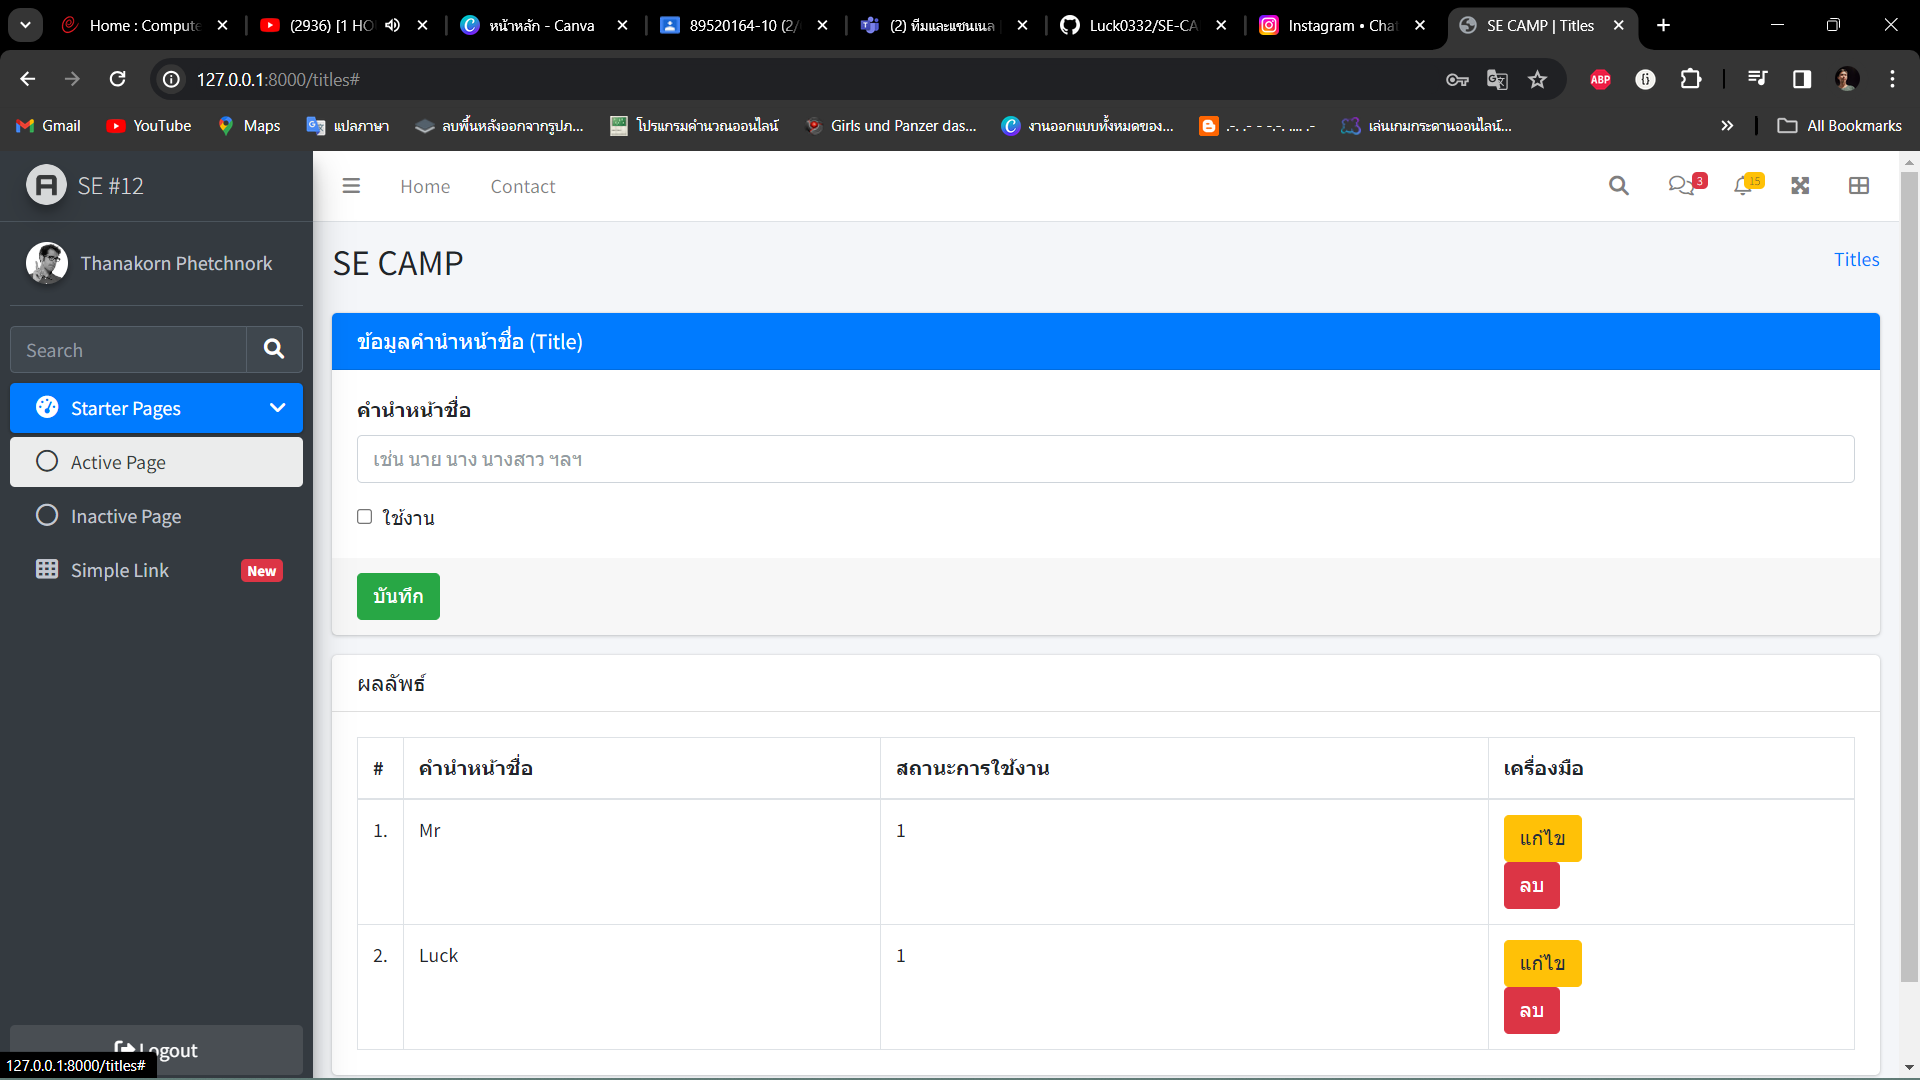 Home : Compute
(2936) [1 HO
หน้าหลัก - Canva
89520164-10 (2/
(2) ทีมและแชนเนล
Luck0332/SE-CA
Instagram • Chat
SE CAMP | Titles
127.0.0.1:8000/titles#
ABP
Gmail
YouTube
Maps
แปลภาษา
ลบพื้นหลังออกจากรูปภ...
โปรแกรมคำนวณออนไลน์
Girls und Panzer das...
งานออกแบบทั้งหมดของ...
.-. .- - -.-. .... .-
เล่นเกมกระดานออนไลน์...
All Bookmarks
SE #12
Home
Contact
3
15
Thanakorn Phetchnork
SE CAMP
Titles
Search
Starter Pages
Active Page
Inactive Page
Simple Link
New
Logout
ข้อมูลคำนำหน้าชื่อ (Title)
คำนำหน้าชื่อ
เช่น นาย นาง นางสาว ฯลฯ
ใช้งาน
บันทึก
ผลลัพธ์
# คำนำหน้าชื่อ สถานะการใช้งาน เครื่องมือ
1. Mr 1 แก้ไข
ลบ
2. Luck 1 แก้ไข
ลบ
127.0.0.1:8000/titles#